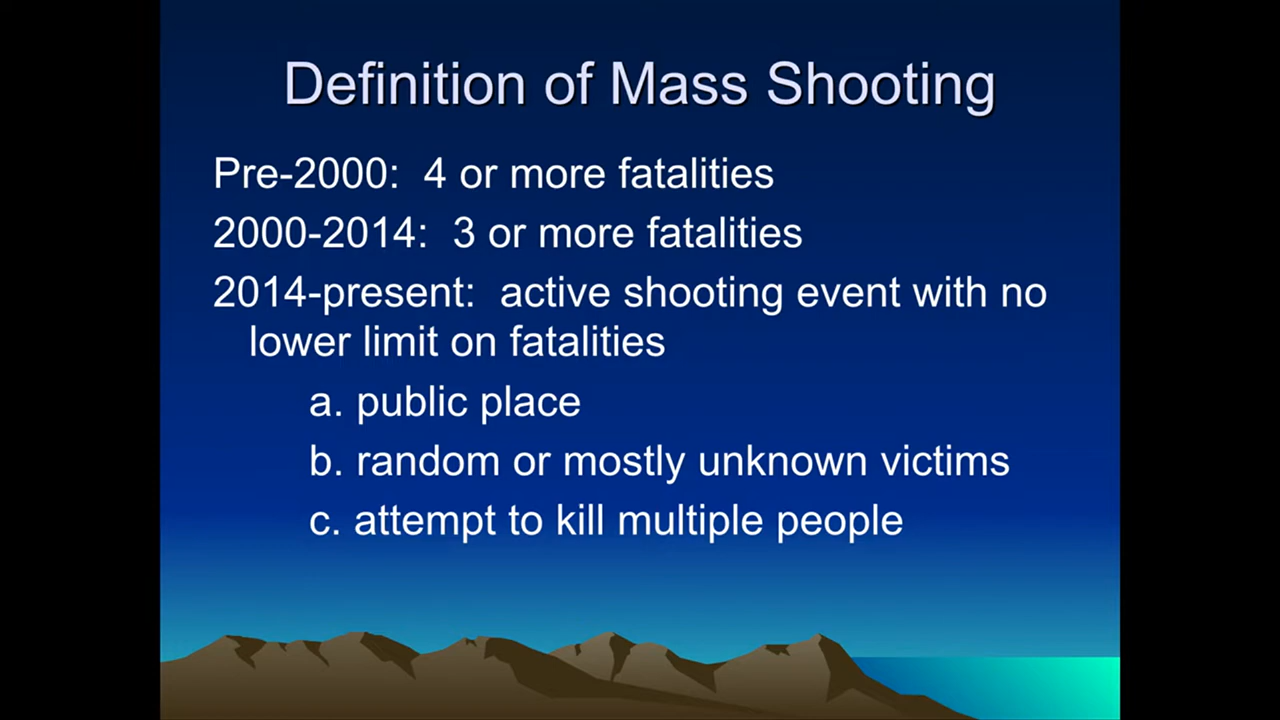 Definition of Mass Shooting
Pre-2000: 4 or more fatalities
2000-2014: 3 or more fatalities
2014-present: active shooting event with no
lower limit on fatalities
a. public place
b. random or mostly unknown victims
c. attempt to kill multiple people